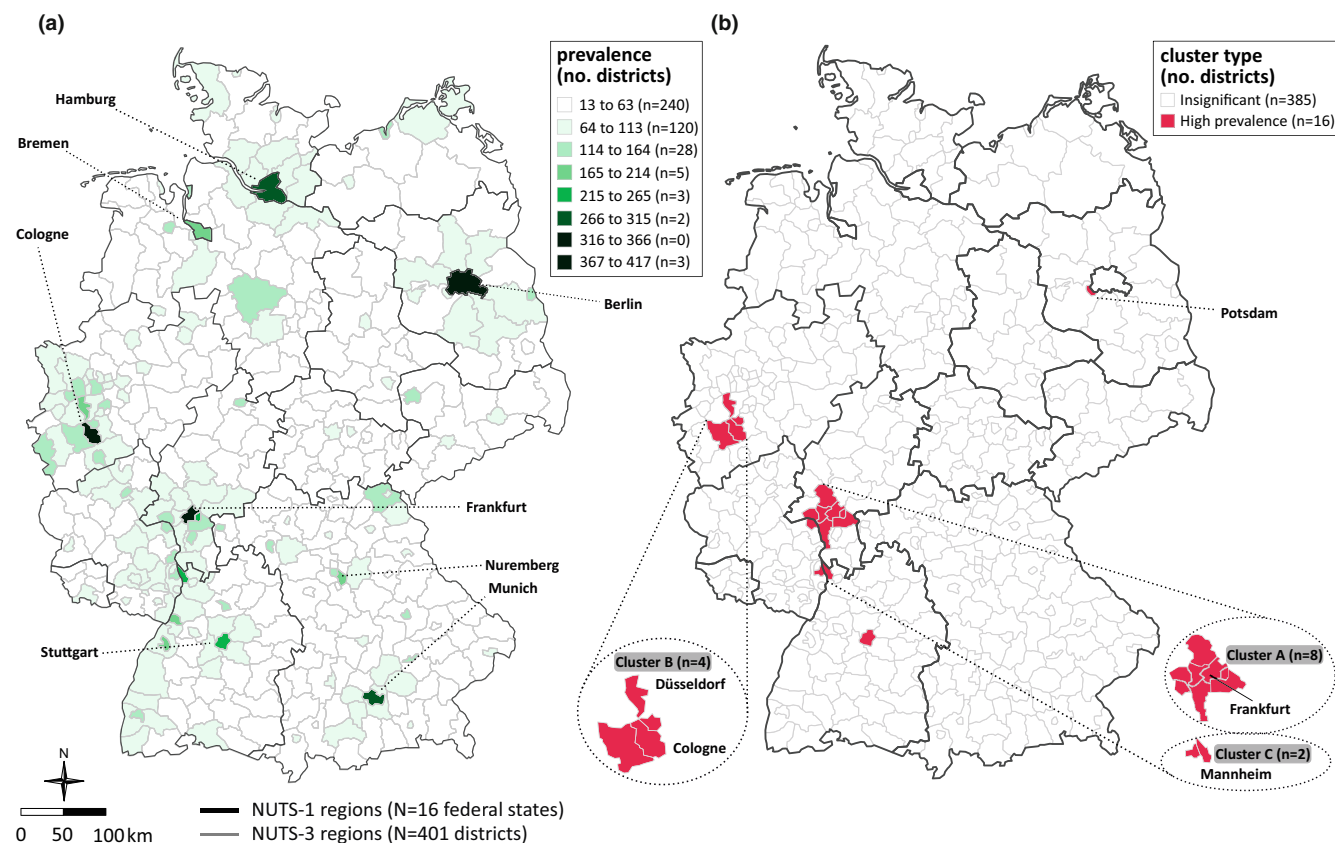 (a)
Hamburg
Bremen
Cologne
prevalence
(no. districts)
13 to 63 (n=240)
64 to 113 (n=120)
114 to 164 (n=28)
165 to 214 (n=5)
215 to 265 (n=3)
266 to 315 (n=2)
316 to 366 (n=0)
367 to 417 (n=3)
Berlin
Frankfurt
Nuremberg
Munich
Stuttgart
N
0 50 100 km
NUTS-1 regions (N=16 federal states)
NUTS-3 regions (N=401 districts)
(b)
cluster type
(no. districts)
Insignificant (n=385)
High prevalence (n=16)
Potsdam
Cluster B (n=4)
Düsseldorf
Cologne
Cluster A (n=8)
Frankfurt
Cluster C (n=2)
Mannheim